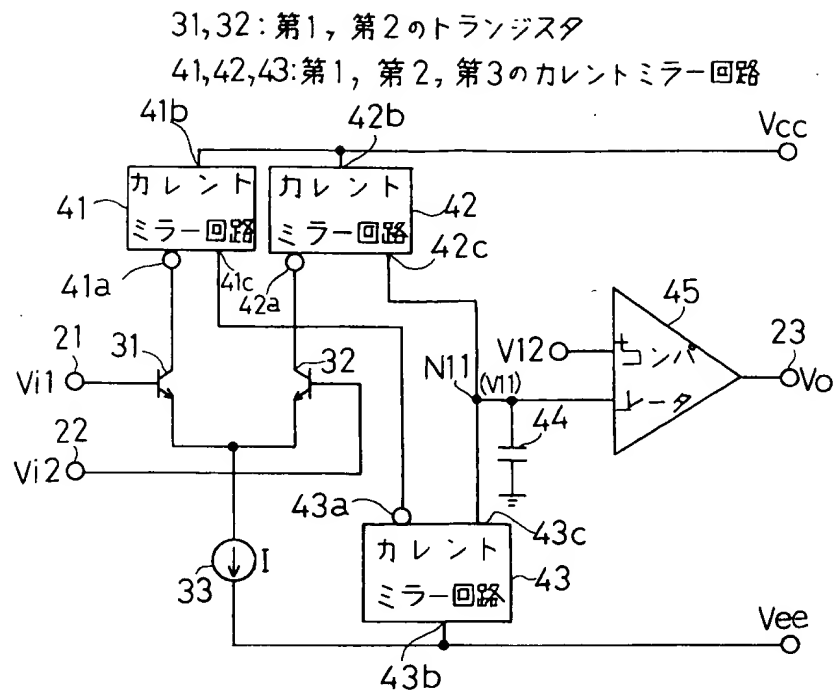 31,32:第1,第2のトランジスタ
41,42,43:第1,第2,第3のカレントミラー回路
41b
42b
Vcc
カレント
ミラー回路
41
カレント
ミラー回路
42
41a
41c
42a
42c
45
21
31
32
V12
+
コンパ
レータ
-
23
Vo
Vi1
N11
(V11)
22
44
Vi2
43a
43c
カレント
ミラー回路
43
33
I
Vee
43b